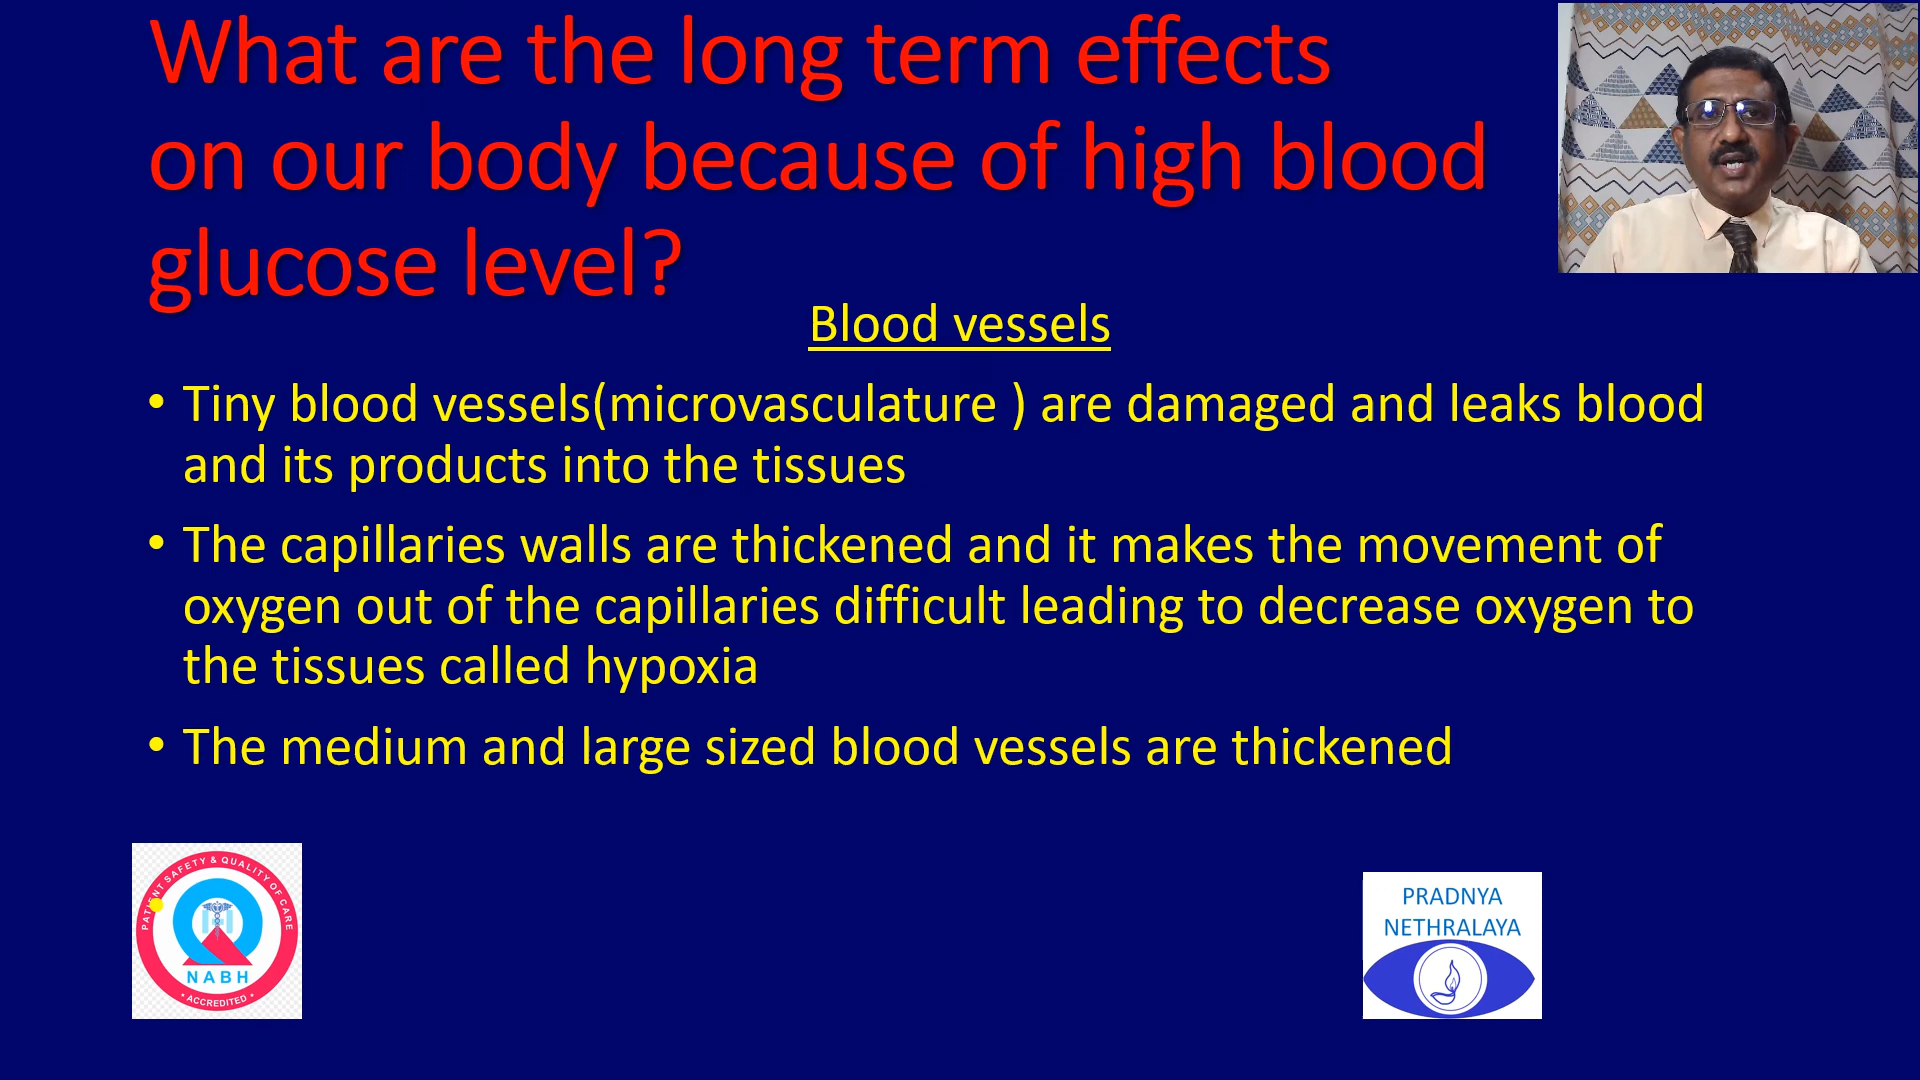 What are the long term effects
on our body because of high blood
glucose level?
Blood vessels
• Tiny blood vessels(microvasculature ) are damaged and leaks blood
and its products into the tissues
• The capillaries walls are thickened and it makes the movement of
oxygen out of the capillaries difficult leading to decrease oxygen to
the tissues called hypoxia
• The medium and large sized blood vessels are thickened
PATIENT SAFETY & QUALITY OF CARE
NABH
• ACCREDITED •
PRADNYA
NETHRALAYA